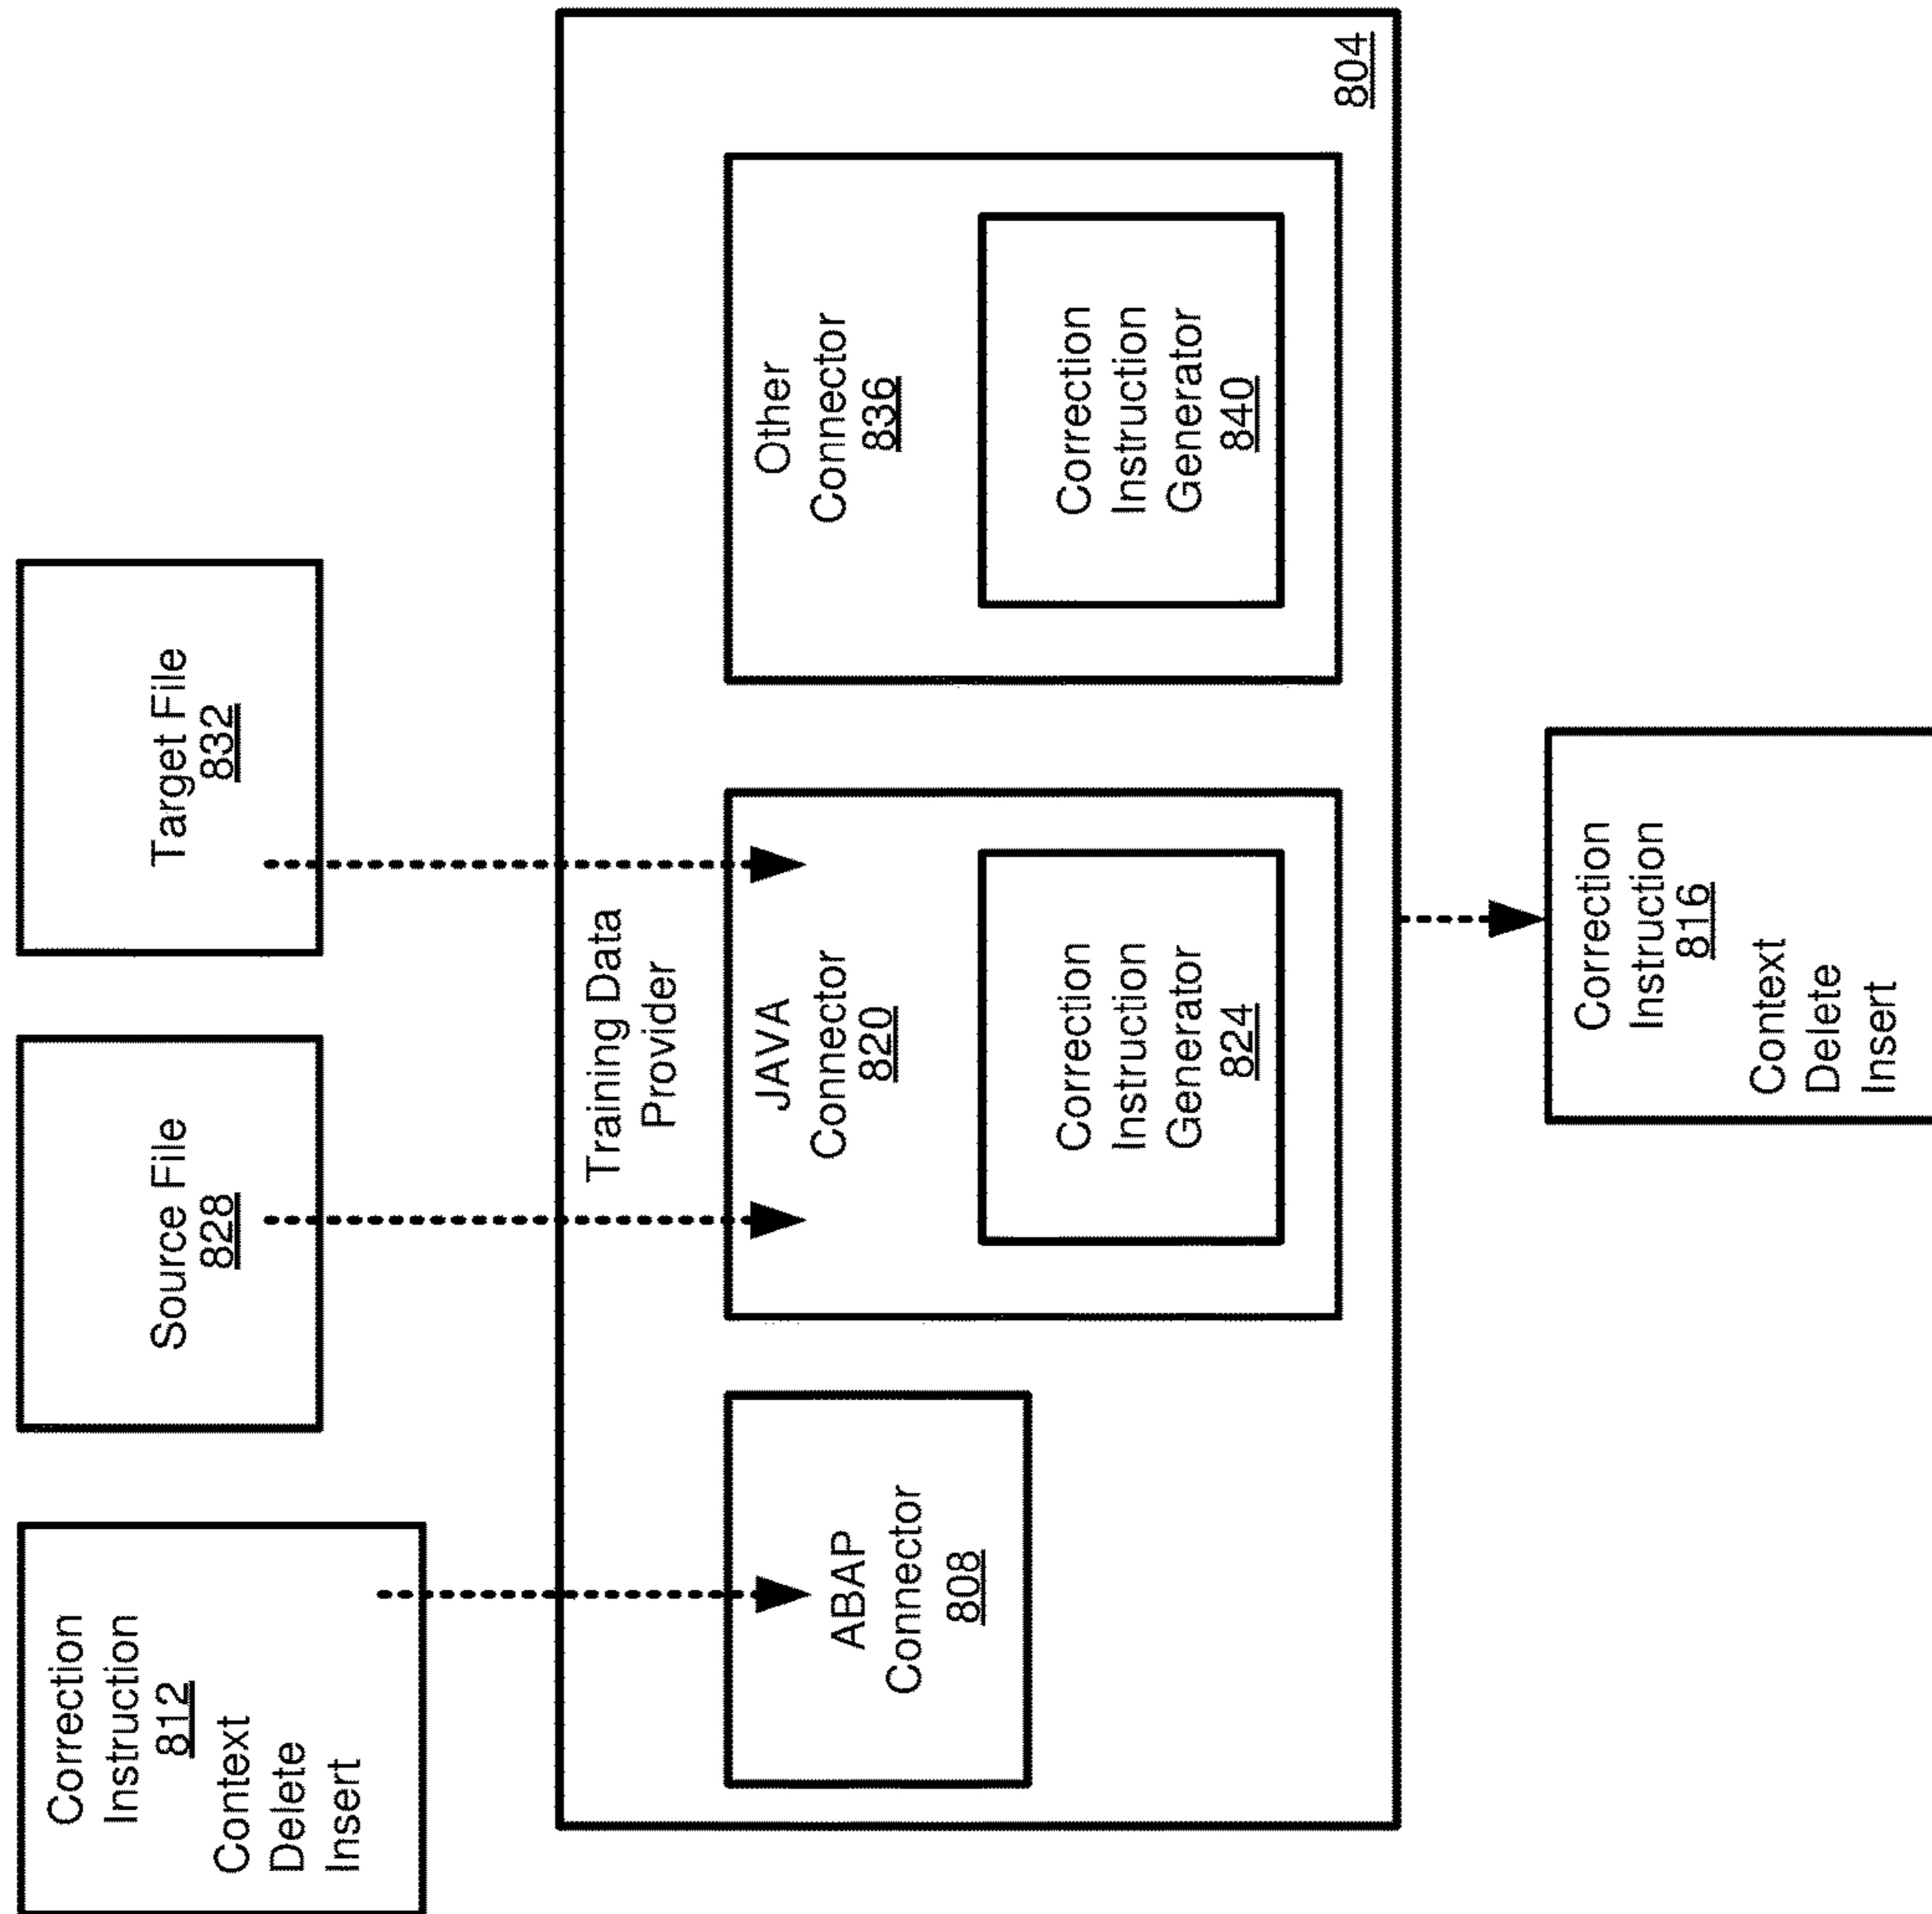 Correction
Instruction
812
Context
Delete
Insert
Source File
828
Target File
832
Training Data
Provider
ABAP
Connector
808
JAVA
Connector
820
Correction
Instruction
Generator
824
Other
Connector
836
Correction
Instruction
Generator
840
804
Correction
Instruction
816
Context
Delete
Insert